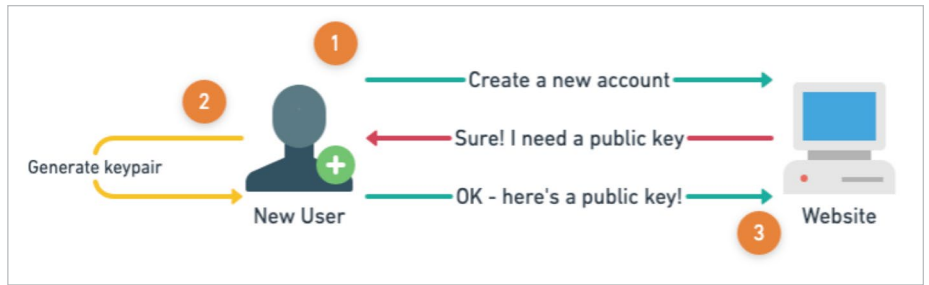 1
Create a new account
2
Sure! I need a public key
Generate keypair
OK - here's a public key!
New User
Website
3